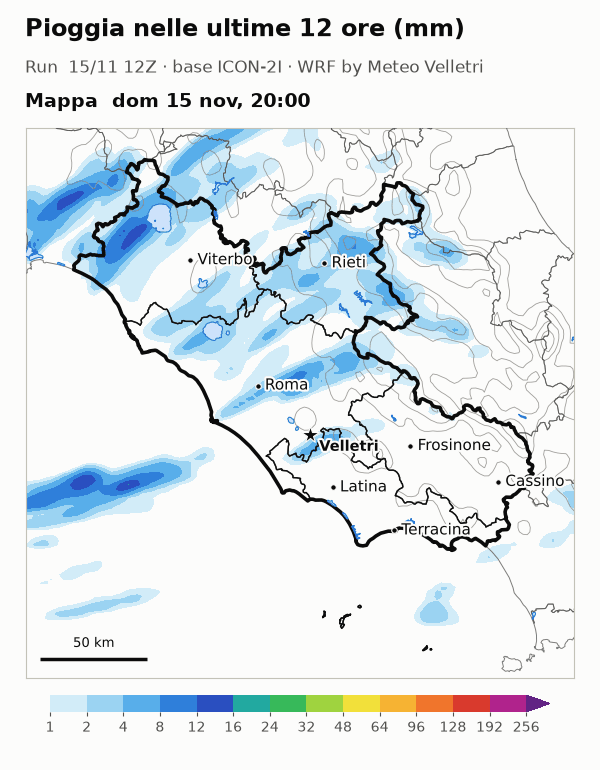 Pioggia nelle ultime 12 ore (mm)
Run  15/11 12Z · base ICON-2I · WRF by Meteo Velletri
Mappa  dom 15 nov, 20:00
Viterbo
Rieti
Roma
Velletri
Frosinone
Latina
Cassino
Terracina
50 km
1 2 4 8 12 16 24 32 48 64 96 128 192 256